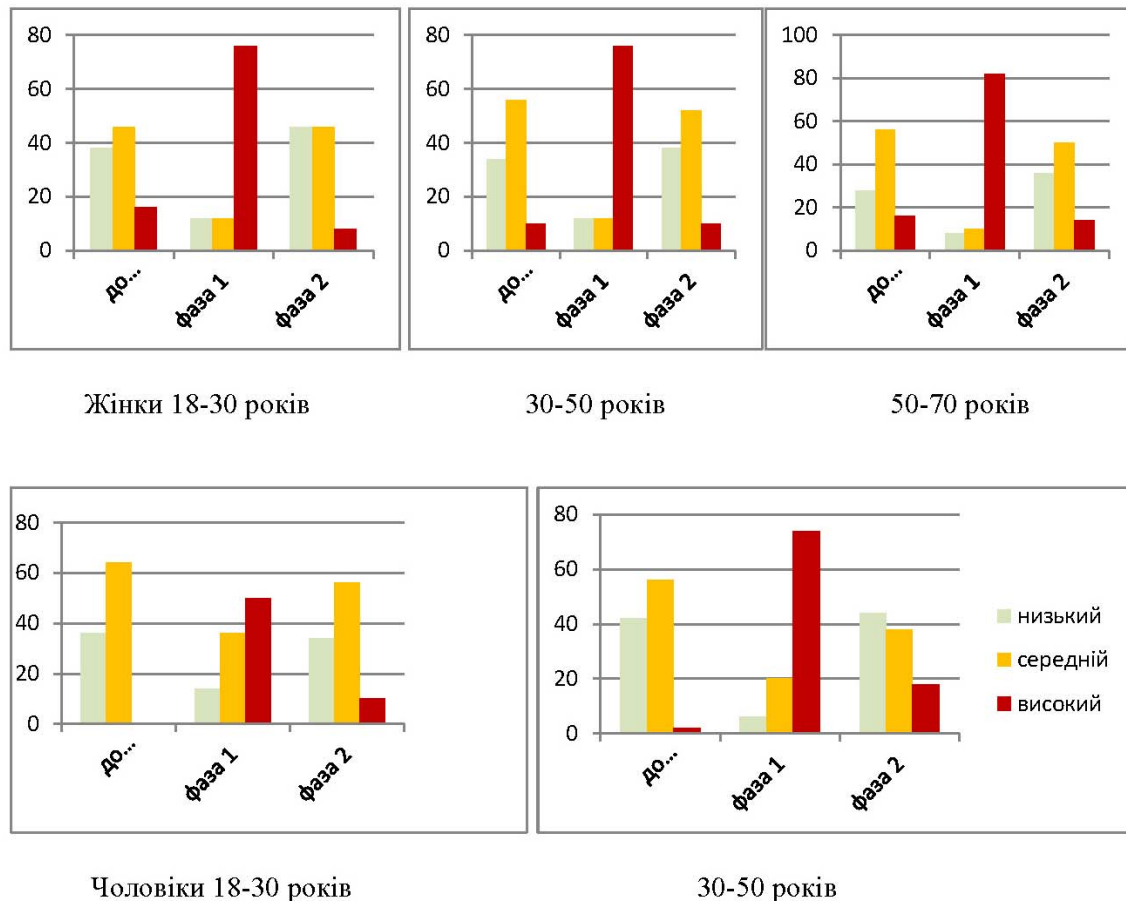 80
60
40
20
0
до...
фаза 1
фаза 2
80
60
40
20
0
до...
фаза 1
фаза 2
100
80
60
40
20
0
до...
фаза 1
фаза 2
Жінки 18-30 років
30-50 років
50-70 років
80
60
40
20
0
до...
фаза 1
фаза 2
80
60
40
20
0
до...
фаза 1
фаза 2
низький
середній
високий
Чоловіки 18-30 років
30-50 років